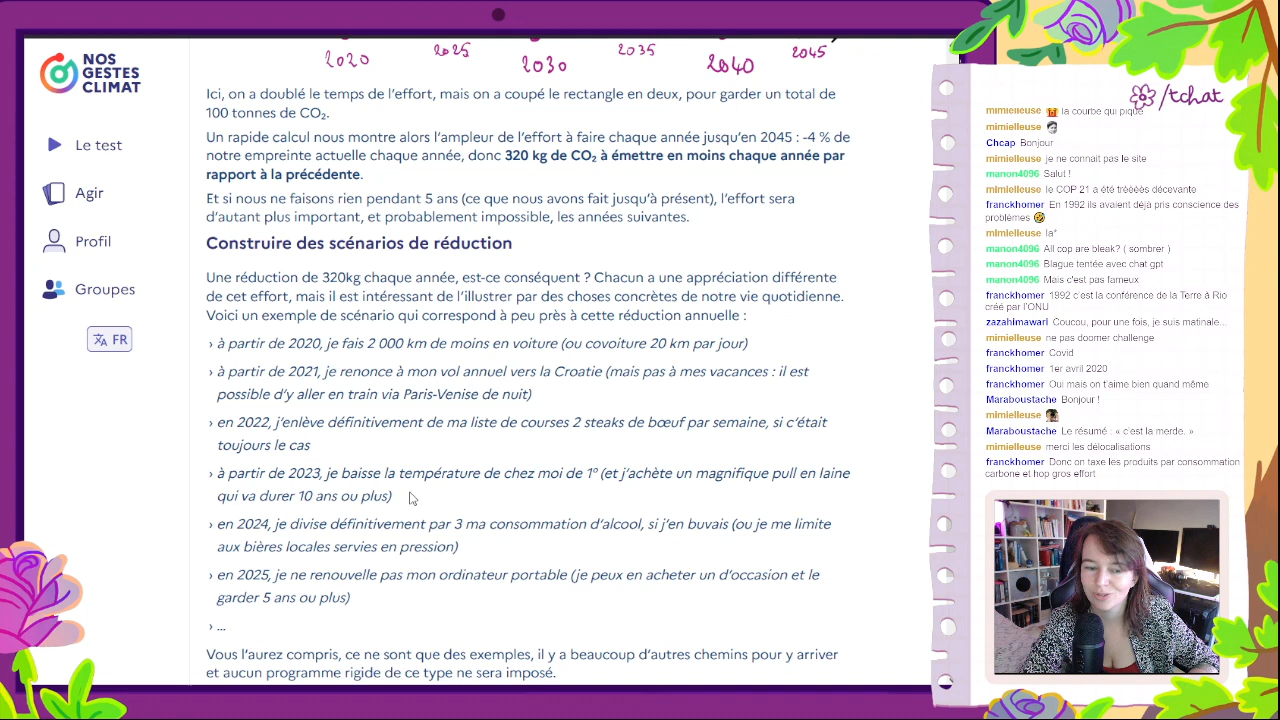 2020
2025
2030
2035
2040
2045
NOS
GESTES
CLIMAT
Le test
Agir
Profil
Groupes
FR
Ici, on a doublé le temps de l'effort, mais on a coupé le rectangle en deux, pour garder un total de
100 tonnes de CO₂.
Un rapide calcul nous montre alors l'ampleur de l'effort à faire chaque année jusqu'en 2045 : -4 % de
notre empreinte actuelle chaque année, donc 320 kg de CO₂ à émettre en moins chaque année par
rapport à la précédente.
Et si nous ne faisons rien pendant 5 ans (ce que nous avons fait jusqu'à présent), l'effort sera
d'autant plus important, et probablement impossible, les années suivantes.
Construire des scénarios de réduction
Une réduction de 320kg chaque année, est-ce conséquent ? Chacun a une appréciation différente
de cet effort, mais il est intéressant de l'illustrer par des choses concrètes de notre vie quotidienne.
Voici un exemple de scénario qui correspond à peu près à cette réduction annuelle :
› à partir de 2020, je fais 2 000 km de moins en voiture (ou covoiture 20 km par jour)
› à partir de 2021, je renonce à mon vol annuel vers la Croatie (mais pas à mes vacances : il est
possible d'y aller en train via Paris-Venise de nuit)
› en 2022, j'enlève définitivement de ma liste de courses 2 steaks de bœuf par semaine, si c'était
toujours le cas
› à partir de 2023, je baisse la température de chez moi de 1° (et j'achète un magnifique pull en laine
qui va durer 10 ans ou plus)
› en 2024, je divise définitivement par 3 ma consommation d'alcool, si j'en buvais (ou je me limite
aux bières locales servies en pression)
› en 2025, je ne renouvelle pas mon ordinateur portable (je peux en acheter un d'occasion et le
garder 5 ans ou plus)
› ...
Vous l'aurez compris, ce ne sont que des exemples, il y a beaucoup d'autres chemins pour y arriver
et aucun programme rigide de ce type ne sera imposé.
/tchat
mimielleuse la courbe qui pique
mimielleuse
Chcap Bonjour
mimielleuse je ne connait pas le site
manon4096 Salut !
mimielleuse le COP 21 a été trèèèès décevante
franckhomer En 1992 ils avaient déjà pris conscience des
problèmes
mimielleuse la*
manon4096 All cop are bleak? ( sombrer )
manon4096 Blague tentée avec chat gpt
manon4096 Mais c'est pas fameux
franckhomer 1992 c'est la conférence de la Terre à Rio
créé par l'ONU
zazahimawarl Coucou, pour une fois, je suis matinale...
mimielleuse ne pas doomer challenge
franckhomer Covid
franckhomer 1er avril 2020
franckhomer Oui mais on t'aime bien quand même
Maraboustache Bonjour !
mimielleuse
Maraboustache Le résumé : « c'est la merde. »
mimielleuse merci les délocalisations
franckhomer Donc on taxe les produits par consommation
carbone et hop gros effort